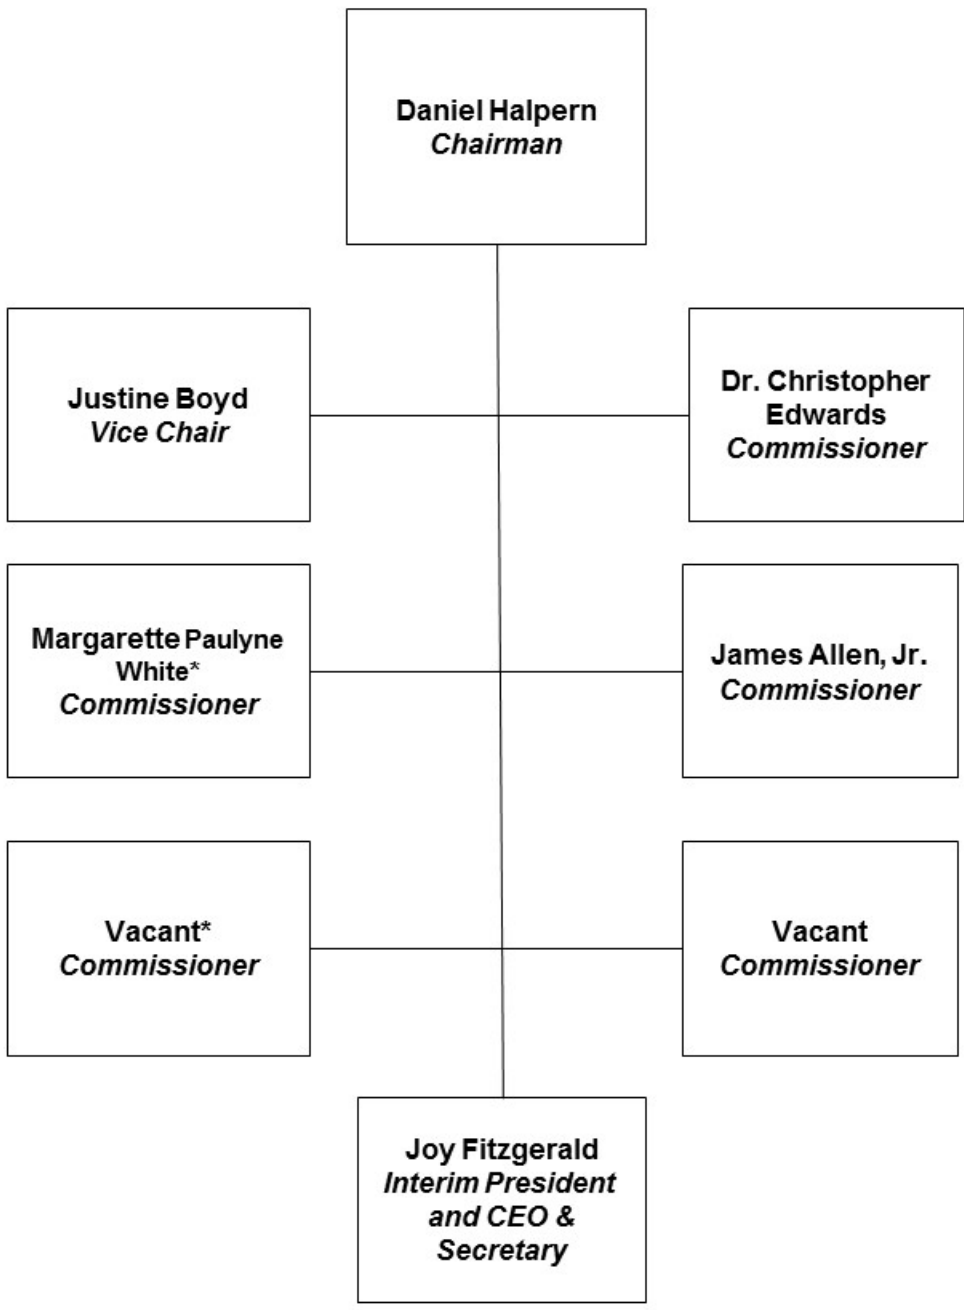 Daniel Halpern
Chairman
Justine Boyd
Vice Chair
Dr. Christopher
Edwards
Commissioner
Margarette Paulyne
White*
Commissioner
James Allen, Jr.
Commissioner
Vacant*
Commissioner
Vacant
Commissioner
Joy Fitzgerald
Interim President
and CEO &
Secretary